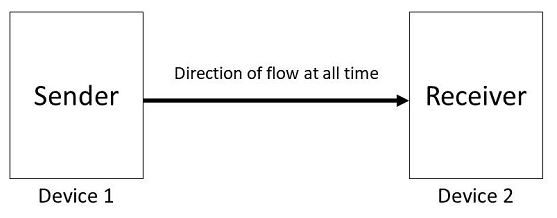 Direction of flow at all time
Sender
Receiver
Device 1
Device 2